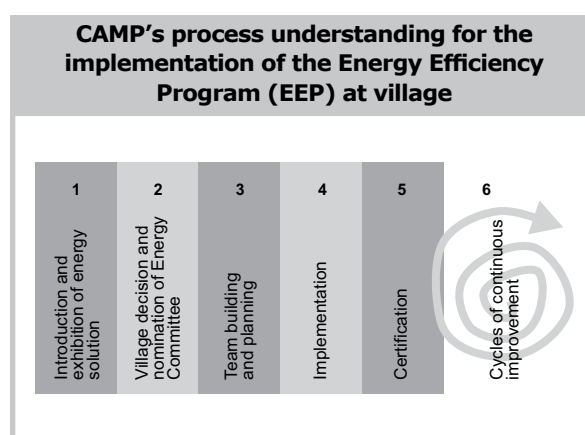 CAMP's process understanding for the
implementation of the Energy Efficiency
Program (EEP) at village
1
Introduction and
exhibition of energy
solution
2
Village decision and
nomination of Energy
Committee
3
Team building
and planning
4
Implementation
5
Certification
6
Cycles of continuous
improvement